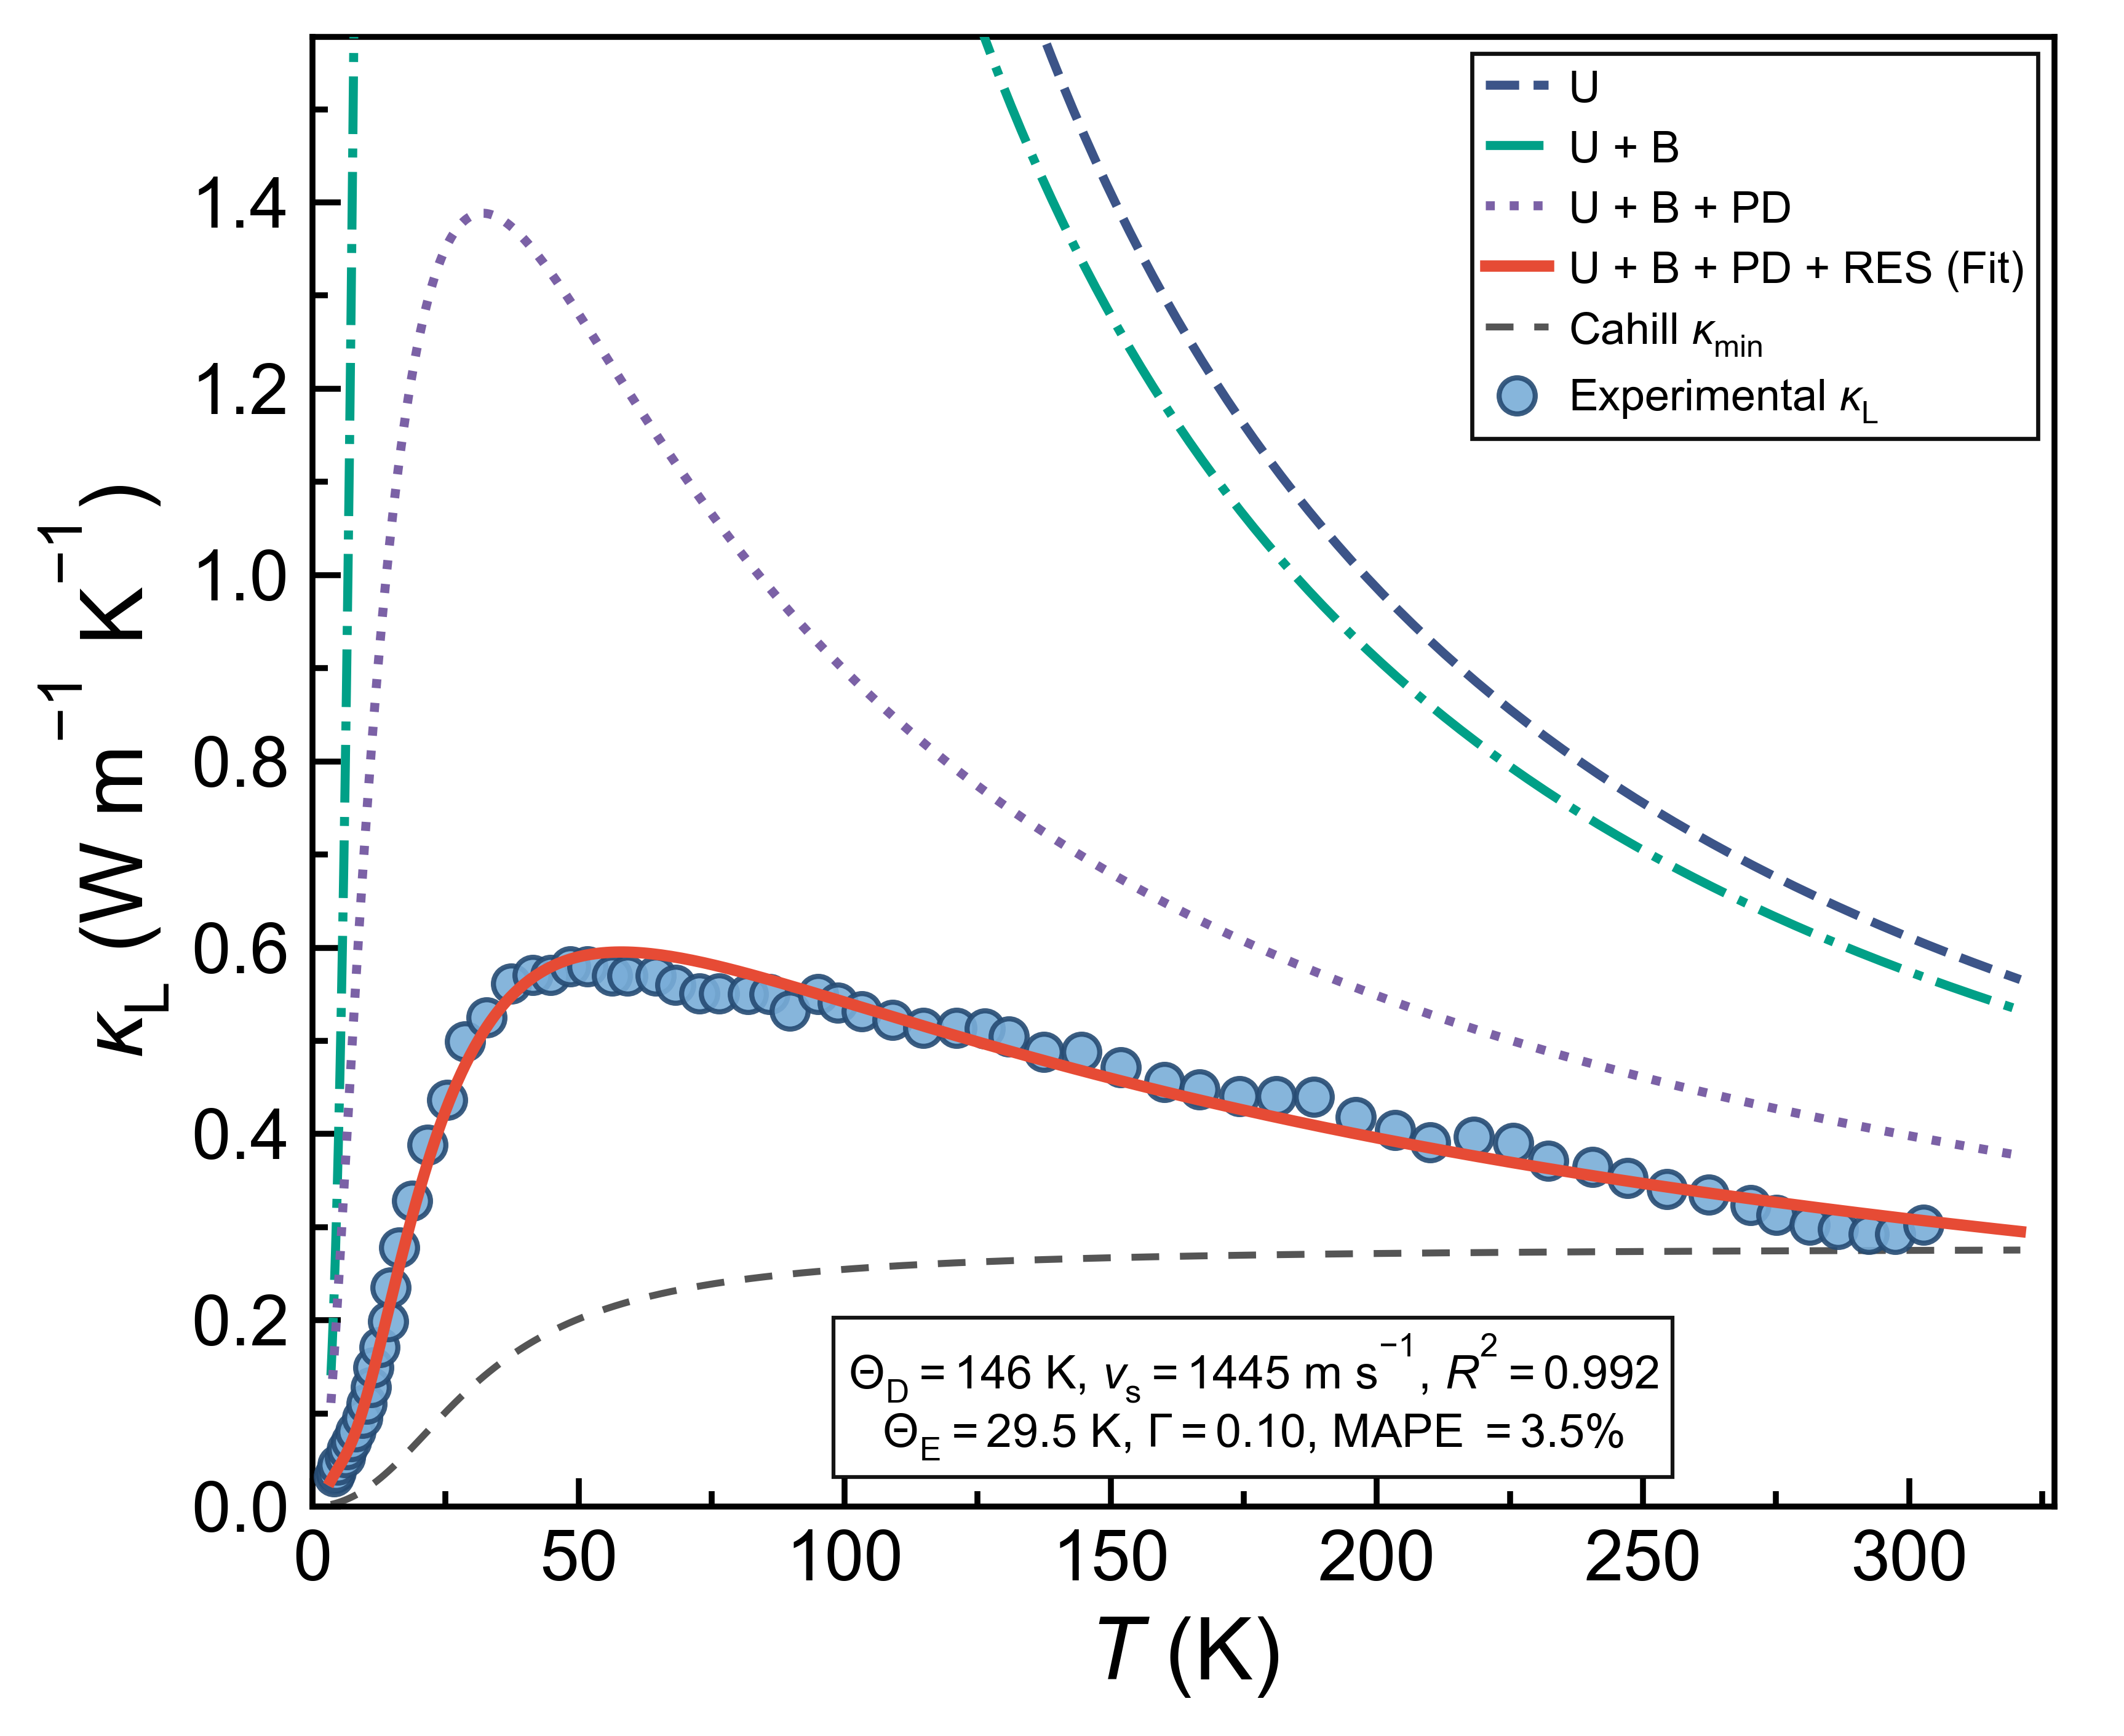 κL (W m−1 K−1)
1.4
1.2
1.0
0.8
0.6
0.4
0.2
0.0
0 50 100 150 200 250 300
T (K)
U
U + B
U + B + PD
U + B + PD + RES (Fit)
Cahill κmin
Experimental κL
ΘD = 146 K, vs = 1445 m s−1, R2 = 0.992
ΘE = 29.5 K, Γ = 0.10, MAPE = 3.5%